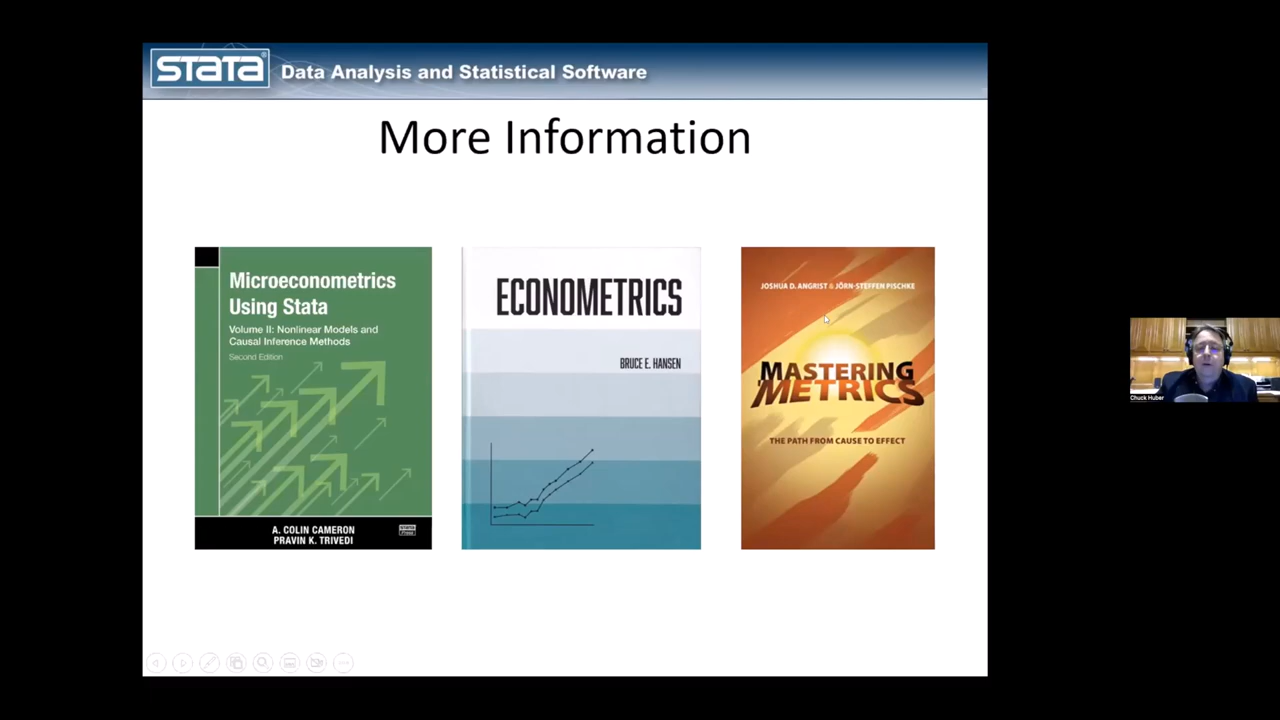 stata
Data Analysis and Statistical Software
More Information
Microeconometrics
Using Stata
Volume II: Nonlinear Models and
Causal Inference Methods
Second Edition
A. COLIN CAMERON
PRAVIN K. TRIVEDI
ECONOMETRICS
BRUCE E. HANSEN
JOSHUA D. ANGRIST & JÖRN-STEFFEN PISCHKE
MASTERING
METRICS
THE PATH FROM CAUSE TO EFFECT
Chuck Huber